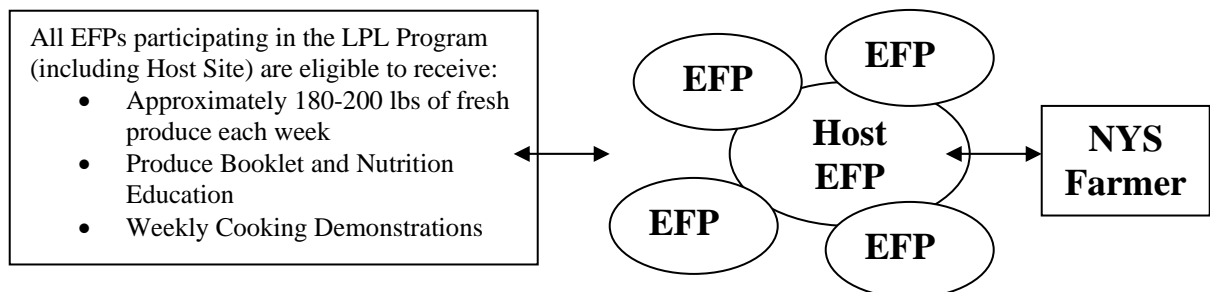 All EFPs participating in the LPL Program
(including Host Site) are eligible to receive:
• Approximately 180-200 lbs of fresh
produce each week
• Produce Booklet and Nutrition
Education
• Weekly Cooking Demonstrations
EFP
EFP
Host
EFP
EFP
EFP
NYS
Farmer